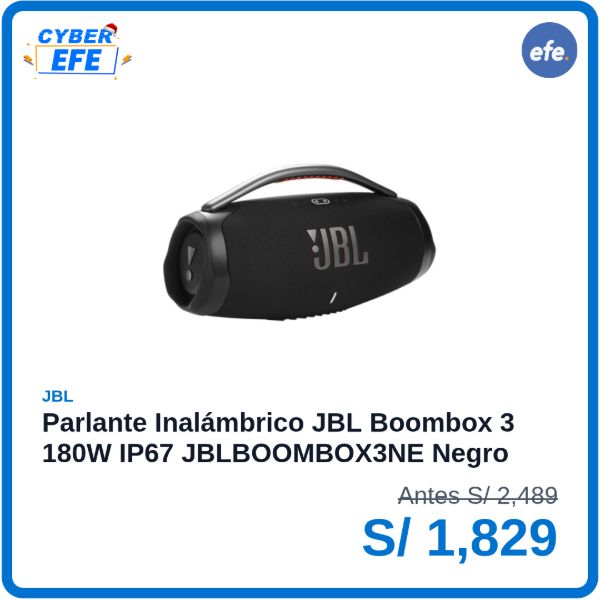 CYBER
EFE
efe.
JBL
JBL
Parlante Inalámbrico JBL Boombox 3
180W IP67 JBLBOOMBOX3NE Negro
Antes S/ 2,489
S/ 1,829